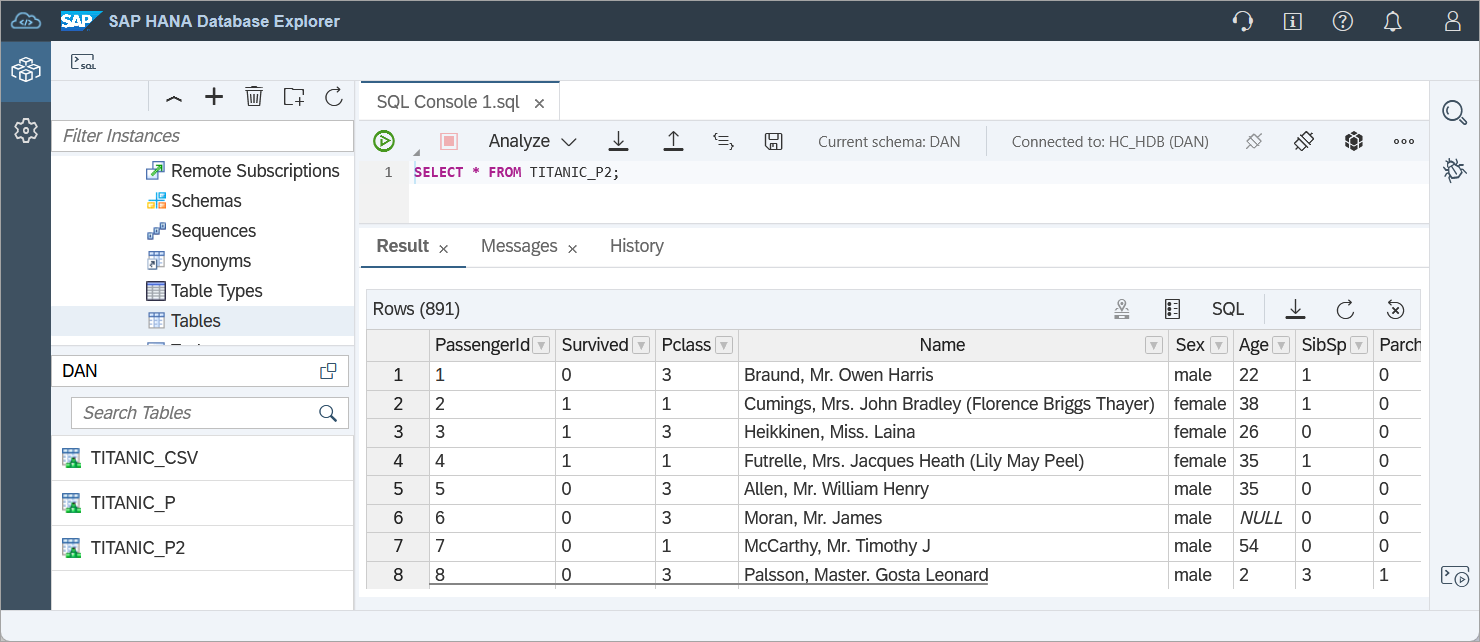 SAP SAP HANA Database Explorer
SQL
SQL Console 1.sql
Filter Instances
Analyze Current schema: DAN Connected to: HC_HDB (DAN)
1 SELECT * FROM TITANIC_P2;
Remote Subscriptions
Schemas
Sequences
Synonyms
Table Types
Tables
DAN
Search Tables
TITANIC_CSV
TITANIC_P
TITANIC_P2
Result Messages History
Rows (891) SQL
PassengerId Survived Pclass Name Sex Age SibSp Parch
1 1 0 3 Braund, Mr. Owen Harris male 22 1 0
2 2 1 1 Cumings, Mrs. John Bradley (Florence Briggs Thayer) female 38 1 0
3 3 1 3 Heikkinen, Miss. Laina female 26 0 0
4 4 1 1 Futrelle, Mrs. Jacques Heath (Lily May Peel) female 35 1 0
5 5 0 3 Allen, Mr. William Henry male 35 0 0
6 6 0 3 Moran, Mr. James male NULL 0 0
7 7 0 1 McCarthy, Mr. Timothy J male 54 0 0
8 8 0 3 Palsson, Master. Gosta Leonard male 2 3 1